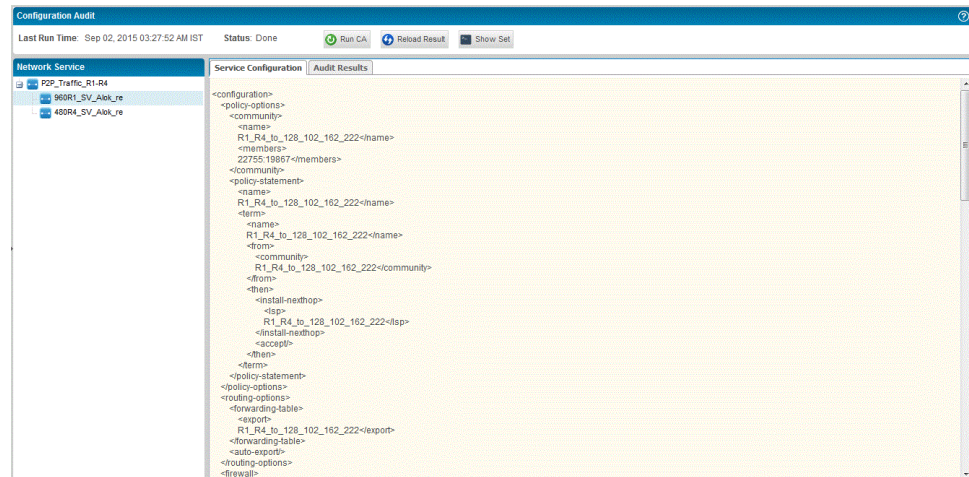 Configuration Audit
Last Run Time: Sep 02, 2015 03:27:52 AM IST Status: Done Run CA Reload Result Show Set
Network Service
P2P_Traffic_R1-R4
960R1_SV_Alok_re
480R4_SV_Alok_re
Service Configuration Audit Results
<configuration>
<policy-options>
<community>
<name>
R1_R4_to_128_102_162_222</name>
<members>
22755:19867</members>
</community>
<policy-statement>
<name>
R1_R4_to_128_102_162_222</name>
<term>
<name>
R1_R4_to_128_102_162_222</name>
<from>
<community>
R1_R4_to_128_102_162_222</community>
</from>
<then>
<install-nexthop>
<lsp>
R1_R4_to_128_102_162_222</lsp>
</install-nexthop>
<accept/>
</then>
</term>
</policy-statement>
</policy-options>
<routing-options>
<forwarding-table>
<export>
R1_R4_to_128_102_162_222</export>
</forwarding-table>
<auto-export/>
</routing-options>
<firewall>